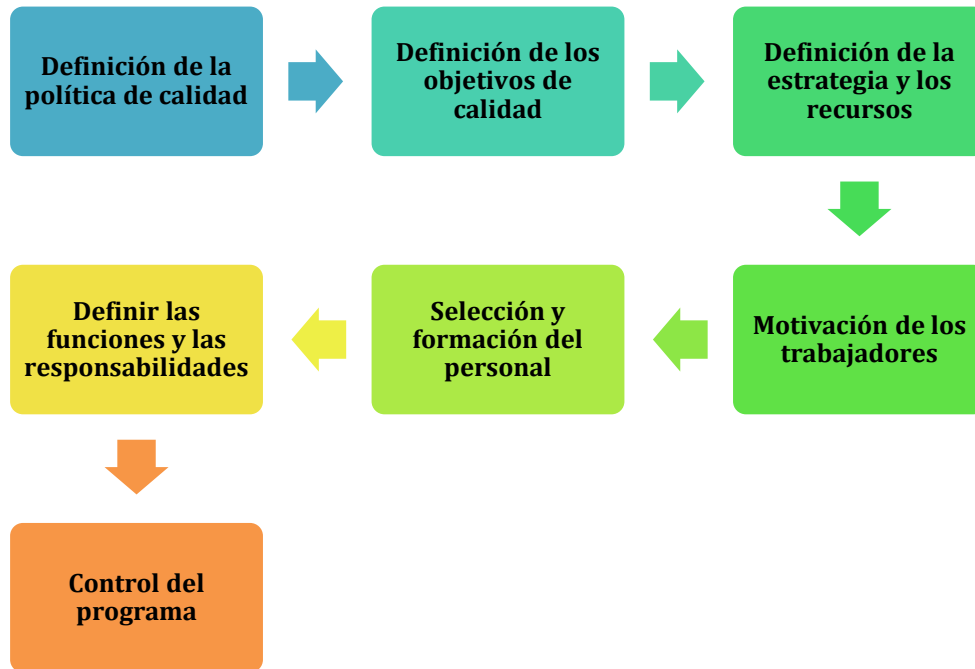 Definición de la
política de calidad
Definición de los
objetivos de
calidad
Definición de la
estrategia y los
recursos
Motivación de los
trabajadores
Selección y
formación del
personal
Definir las
funciones y las
responsabilidades
Control del
programa